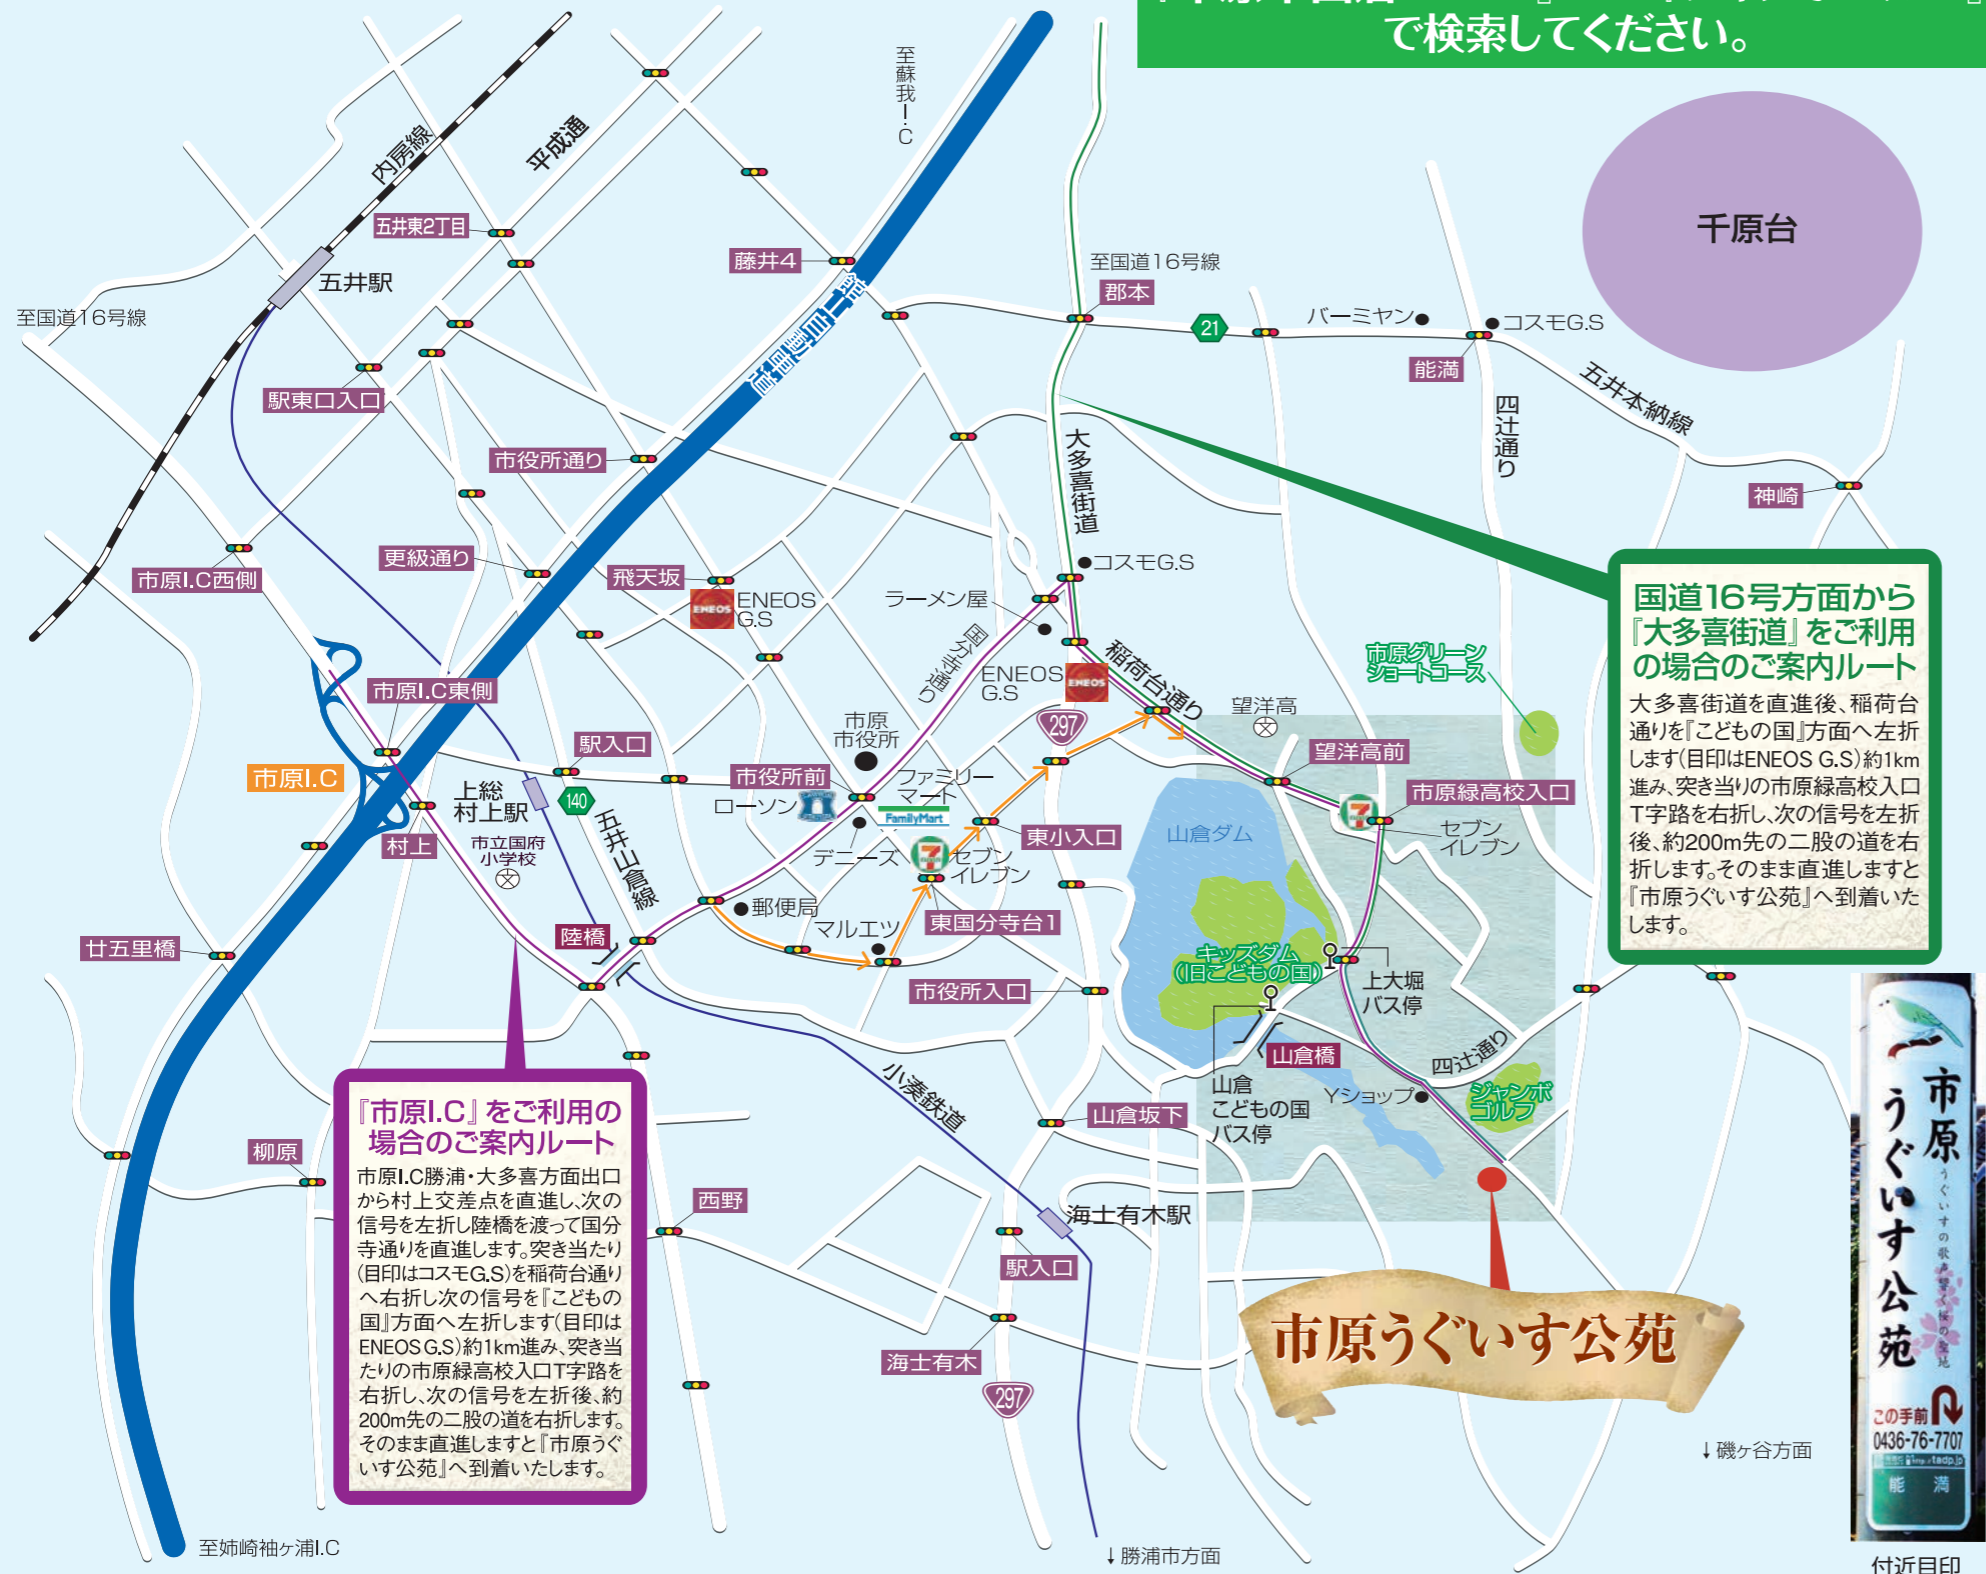 で検索してください。
至蘇我I.C
千原台
内房線
平成通
五井東2丁目
五井駅
藤井4
至国道16号線
至国道16号線
郡本
21
バーミヤン
コスモG.S
能満
館山自動車道
駅東口入口
五井本納線
四辻通り
市役所通り
大多喜街道
神崎
市原I.C西側
更級通り
飛天坂
ENEOS
ENEOS
G.S
コスモG.S
ラーメン屋
国分寺通り
ENEOS
G.S
ENEOS
稲荷台通り
市原グリーン
ショートコース
国道16号方面から
『大多喜街道』をご利用
の場合のご案内ルート
大多喜街道を直進後、稲荷台
通りを『こどもの国』方面へ左折
します(目印はENEOS G.S)約1km
進み、突き当りの市原緑高校入口
T字路を右折し、次の信号を左折
後、約200m先の二股の道を右
折します。そのまま直進しますと
『市原うぐいす公苑』へ到着いた
します。
市原I.C東側
297
望洋高
市原
市役所
駅入口
望洋高前
市原I.C
上総
村上駅
140
市役所前
ファミリー
マート
FamilyMart
ローソン
市原緑高校入口
7
セブン
イレブン
村上
市立国府
小学校
五井山倉線
デニーズ
7
セブン
イレブン
東小入口
山倉ダム
郵便局
マルエツ
東国分寺台1
陸橋
廿五里橋
キッズダム
(旧こどもの国)
上大堀
バス停
市役所入口
山倉橋
四辻通り
山倉
こどもの国
バス停
Yショップ
ジャンボ
ゴルフ
小湊鉄道
山倉坂下
『市原I.C』をご利用の
場合のご案内ルート
市原I.C勝浦・大多喜方面出口
から村上交差点を直進し、次の
信号を左折し陸橋を渡って国分
寺通りを直進します。突き当たり
(目印はコスモG.S)を稲荷台通り
へ右折し次の信号を『こどもの
国』方面へ左折します(目印は
ENEOS G.S)約1km進み、突き当
たりの市原緑高校入口T字路を
右折し、次の信号を左折後、約
200m先の二股の道を右折します。
そのまま直進しますと『市原うぐ
いす公苑』へ到着いたします。
柳原
西野
海士有木駅
駅入口
海士有木
297
市原うぐいす公苑
市原
うぐいす公苑
うぐいすの歌声響く桜の聖地
この手前
0436-76-7707
能満
付近目印
↓磯ヶ谷方面
至姉崎袖ヶ浦I.C
↓勝浦市方面